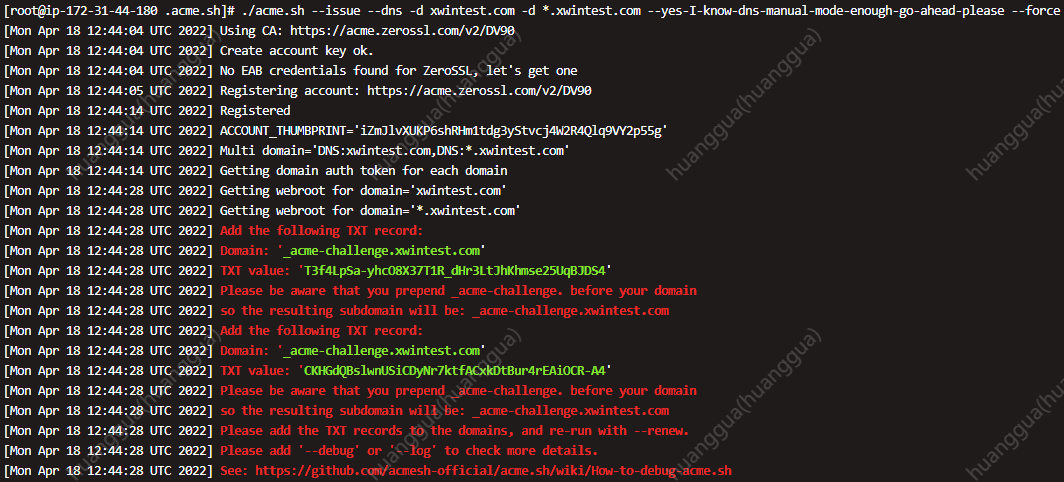 [root@ip-172-31-44-180 .acme.sh]# ./acme.sh --issue --dns -d xwintest.com -d *.xwintest.com --yes-I-know-dns-manual-mode-enough-go-ahead-please --force
[Mon Apr 18 12:44:04 UTC 2022] Using CA: https://acme.zerossl.com/v2/DV90
[Mon Apr 18 12:44:04 UTC 2022] Create account key ok.
[Mon Apr 18 12:44:04 UTC 2022] No EAB credentials found for ZeroSSL, let's get one
[Mon Apr 18 12:44:05 UTC 2022] Registering account: https://acme.zerossl.com/v2/DV90
[Mon Apr 18 12:44:14 UTC 2022] Registered
[Mon Apr 18 12:44:14 UTC 2022] ACCOUNT_THUMBPRINT='iZmJlvXUKP6shRHm1tdg3yStvcj4W2R4Qlq9VY2p55g'
[Mon Apr 18 12:44:14 UTC 2022] Multi domain='DNS:xwintest.com,DNS:*.xwintest.com'
[Mon Apr 18 12:44:14 UTC 2022] Getting domain auth token for each domain
[Mon Apr 18 12:44:28 UTC 2022] Getting webroot for domain='xwintest.com'
[Mon Apr 18 12:44:28 UTC 2022] Getting webroot for domain='*.xwintest.com'
[Mon Apr 18 12:44:28 UTC 2022] Add the following TXT record:
[Mon Apr 18 12:44:28 UTC 2022] Domain: '_acme-challenge.xwintest.com'
[Mon Apr 18 12:44:28 UTC 2022] TXT value: 'T3f4LpSa-yhcO8X37T1R_dHr3LtJhKhmse25UqBJDS4'
[Mon Apr 18 12:44:28 UTC 2022] Please be aware that you prepend _acme-challenge. before your domain
[Mon Apr 18 12:44:28 UTC 2022] so the resulting subdomain will be: _acme-challenge.xwintest.com
[Mon Apr 18 12:44:28 UTC 2022] Add the following TXT record:
[Mon Apr 18 12:44:28 UTC 2022] Domain: '_acme-challenge.xwintest.com'
[Mon Apr 18 12:44:28 UTC 2022] TXT value: 'CKHGdQBslwnUSiCDyNr7ktfACxkDtBur4rEAiOCR-A4'
[Mon Apr 18 12:44:28 UTC 2022] Please be aware that you prepend _acme-challenge. before your domain
[Mon Apr 18 12:44:28 UTC 2022] so the resulting subdomain will be: _acme-challenge.xwintest.com
[Mon Apr 18 12:44:28 UTC 2022] Please add the TXT records to the domains, and re-run with --renew.
[Mon Apr 18 12:44:28 UTC 2022] Please add '--debug' or '--log' to check more details.
[Mon Apr 18 12:44:28 UTC 2022] See: https://github.com/acmesh-official/acme.sh/wiki/How-to-debug-acme.sh
huanggua(huanggua)
huanggua(huanggua)
huanggua(huanggua)
huanggua(huanggua)
huanggua(huanggua)
huanggua(huanggua)
huanggua(huanggua)
huanggua(huanggua)